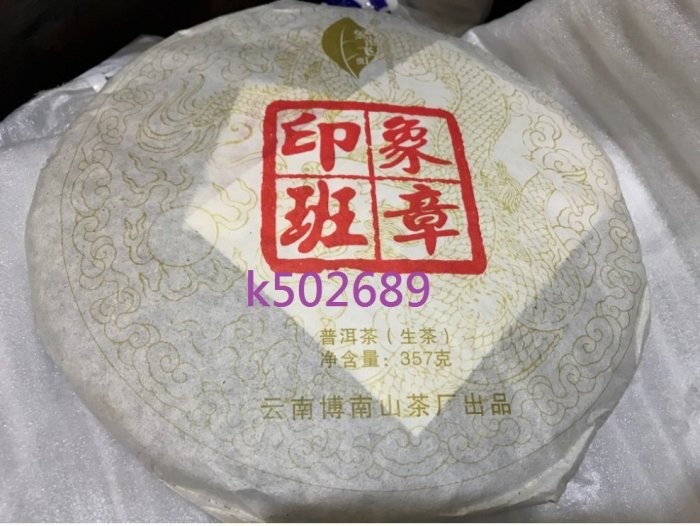 印象
班章
k502689
普洱茶（生茶）
净含量：357克
云南博南山茶厂出品